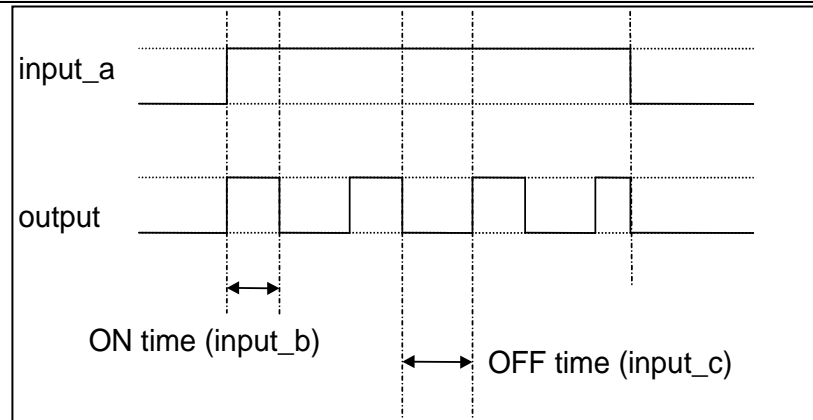 input_a
output
ON time (input_b)
OFF time (input_c)